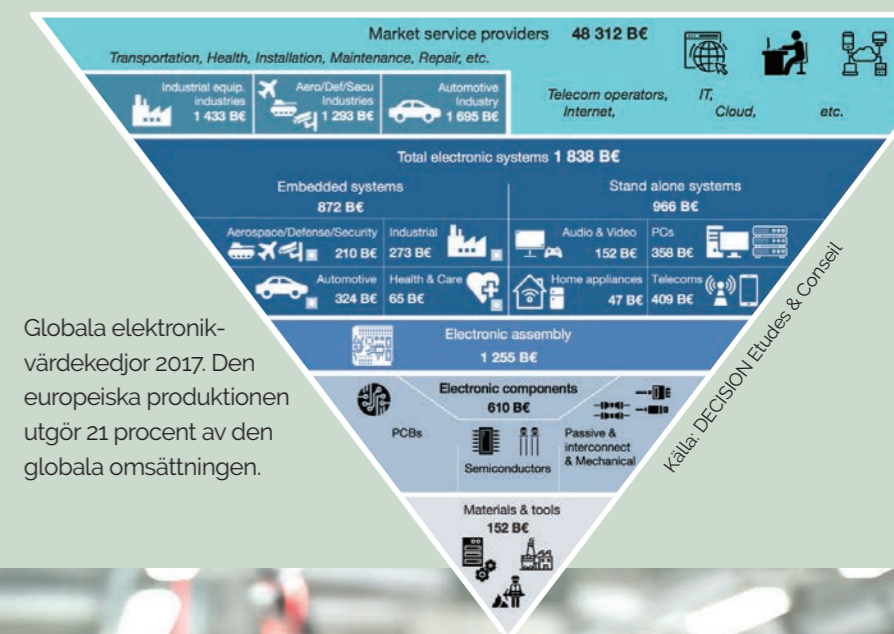 Market service providers 48 312 B€
Transportation, Health, Installation, Maintenance, Repair, etc.
Industrial equip.
industries
1 433 B€
Aero/Def/Secu
Industries
1 293 B€
Automotive
Industry
1 695 B€
Telecom operators, IT,
Internet, Cloud, etc.
Total electronic systems 1 838 B€
Embedded systems
872 B€
Stand alone systems
966 B€
Aerospace/Defense/Security
210 B€
Industrial
273 B€
Audio & Video
152 B€
PCs
358 B€
Automotive
324 B€
Health & Care
65 B€
Home appliances
47 B€
Telecoms
409 B€
Electronic assembly
1 255 B€
Electronic components
610 B€
PCBs
Semiconductors
Passive &
interconnect
& Mechanical
Materials & tools
152 B€
Globala elektronik-
värdekedjor 2017. Den
europeiska produktionen
utgör 21 procent av den
globala omsättningen.
Källa: DECISION Etudes & Conseil